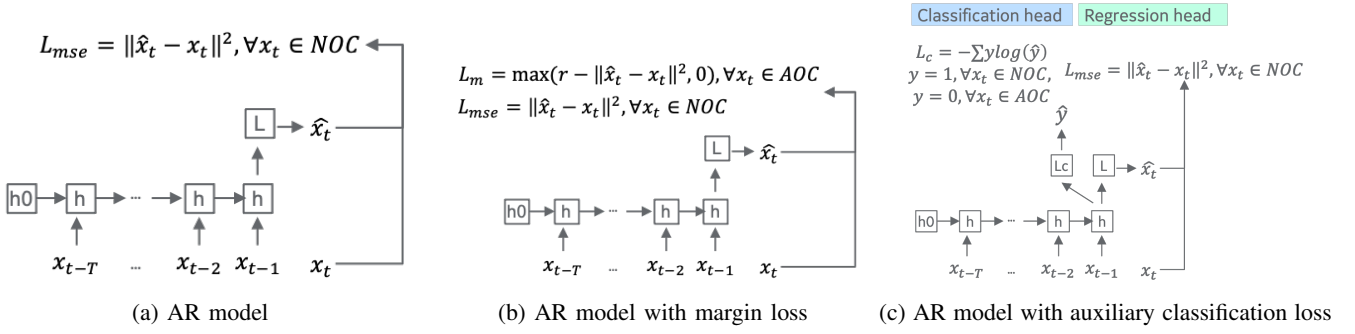 Classification head Regression head
L_mse = ‖x̂_t − x_t‖², ∀x_t ∈ NOC
L
x̂_t
h0 h ... h h
x_{t−T} ... x_{t−2} x_{t−1} x_t
(a) AR model
L_m = max(r − ‖x̂_t − x_t‖², 0), ∀x_t ∈ AOC
L_mse = ‖x̂_t − x_t‖², ∀x_t ∈ NOC
L
x̂_t
h0 h ... h h
x_{t−T} ... x_{t−2} x_{t−1} x_t
(b) AR model with margin loss
L_c = −∑ylog(ŷ)
y = 1, ∀x_t ∈ NOC,
y = 0, ∀x_t ∈ AOC
L_mse = ‖x̂_t − x_t‖², ∀x_t ∈ NOC
ŷ
Lc L x̂_t
h0 h ... h h
x_{t−T} ... x_{t−2} x_{t−1} x_t
(c) AR model with auxiliary classification loss